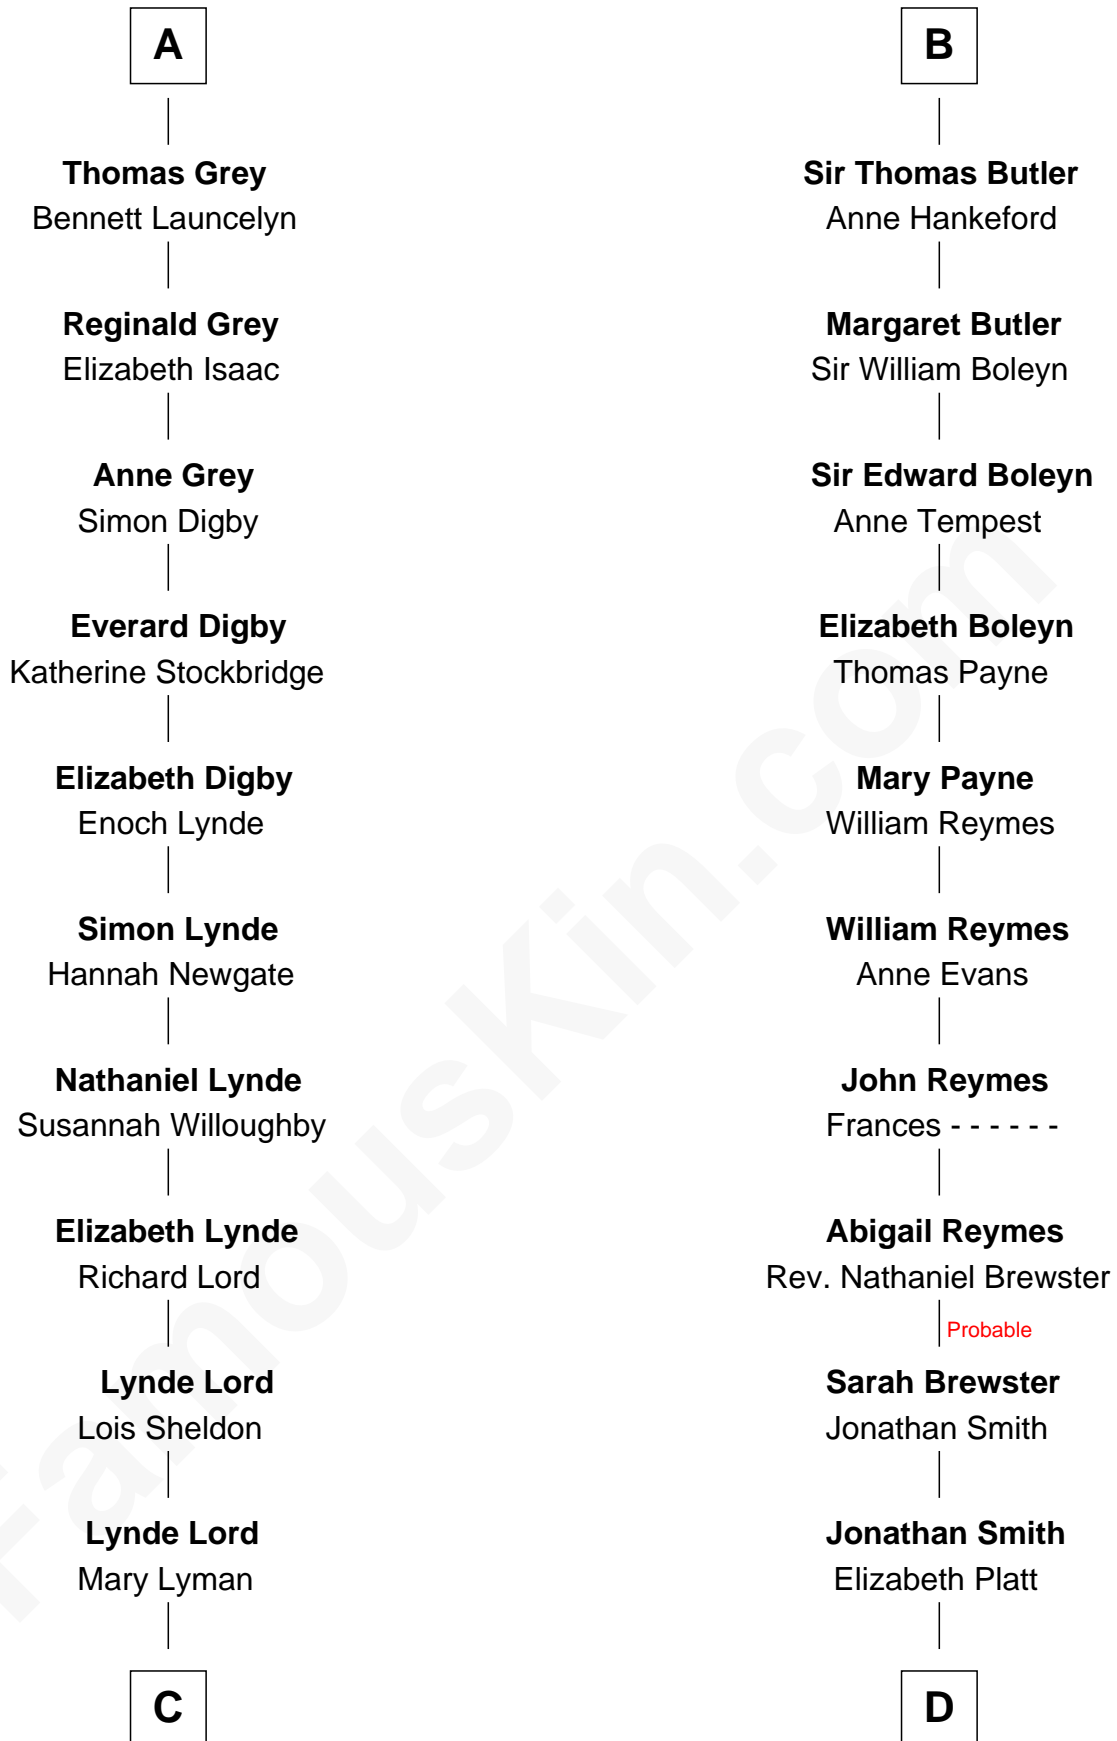 A
Thomas Grey
Bennett Launcelyn
Reginald Grey
Elizabeth Isaac
Anne Grey
Simon Digby
Everard Digby
Katherine Stockbridge
Elizabeth Digby
Enoch Lynde
Simon Lynde
Hannah Newgate
Nathaniel Lynde
Susannah Willoughby
Elizabeth Lynde
Richard Lord
Lynde Lord
Lois Sheldon
Lynde Lord
Mary Lyman
C
B
Sir Thomas Butler
Anne Hankeford
Margaret Butler
Sir William Boleyn
Sir Edward Boleyn
Anne Tempest
Elizabeth Boleyn
Thomas Payne
Mary Payne
William Reymes
William Reymes
Anne Evans
John Reymes
Frances - - - - - -
Abigail Reymes
Rev. Nathaniel Brewster
Probable
Sarah Brewster
Jonathan Smith
Jonathan Smith
Elizabeth Platt
D
FamousKin.com